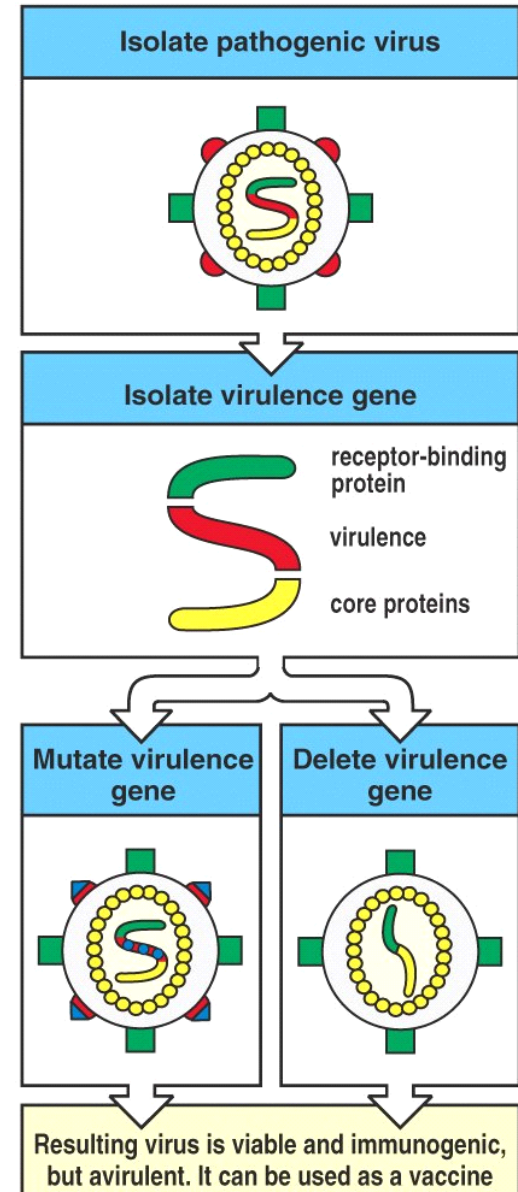 Isolate pathogenic virus
Isolate virulence gene
receptor-binding
protein
virulence
core proteins
Mutate virulence
gene
Delete virulence
gene
Resulting virus is viable and immunogenic,
but avirulent. It can be used as a vaccine